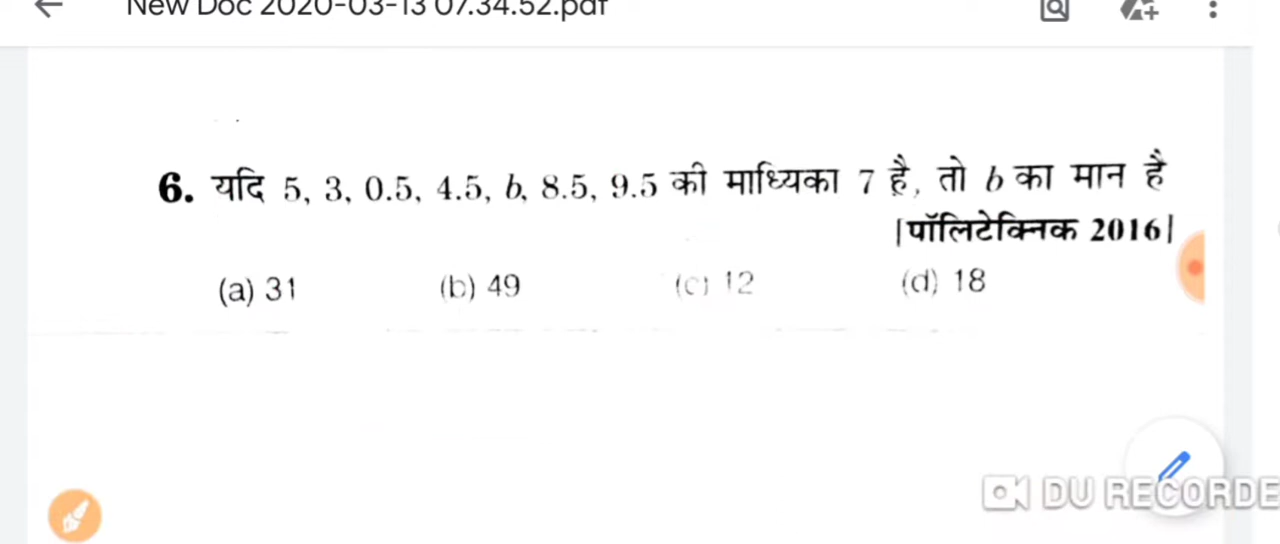 New Doc 2020-03-13 07.34.52.pdf
6. यदि 5, 3, 0.5, 4.5, b, 8.5, 9.5 की माध्यिका 7 है, तो b का मान है
[पॉलिटेक्निक 2016]
(a) 31 (b) 49 (c) 12 (d) 18
DU RECORDE